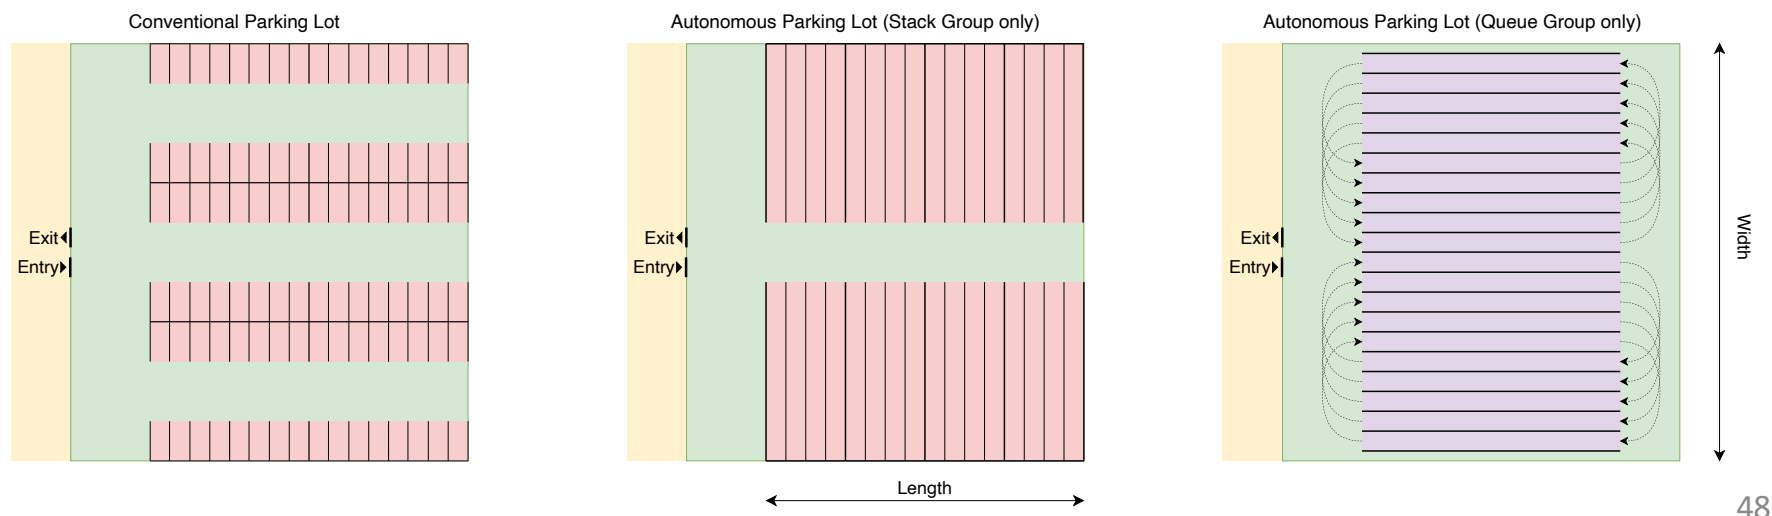 Conventional Parking Lot
Exit
Entry
Autonomous Parking Lot (Stack Group only)
Exit
Entry
Length
Autonomous Parking Lot (Queue Group only)
Exit
Entry
Width
48